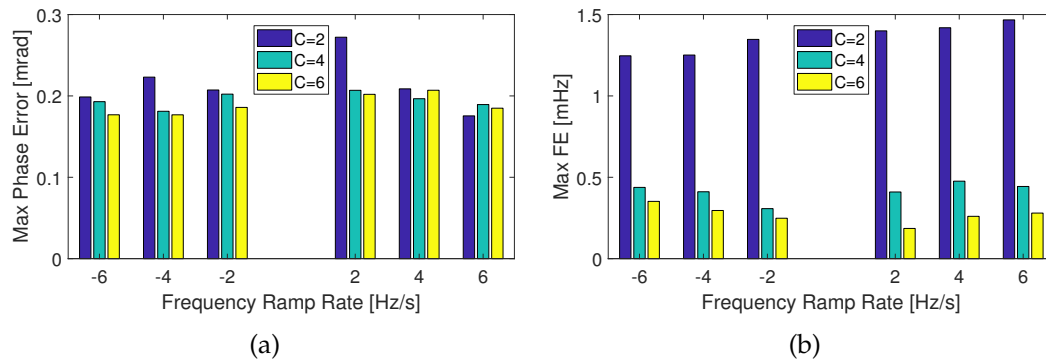 Max Phase Error [mrad]
0.3
0.2
0.1
0
C=2
C=4
C=6
-6 -4 -2 2 4 6
Frequency Ramp Rate [Hz/s]
(a)
Max FE [mHz]
1.5
1
0.5
0
C=2
C=4
C=6
-6 -4 -2 2 4 6
Frequency Ramp Rate [Hz/s]
(b)